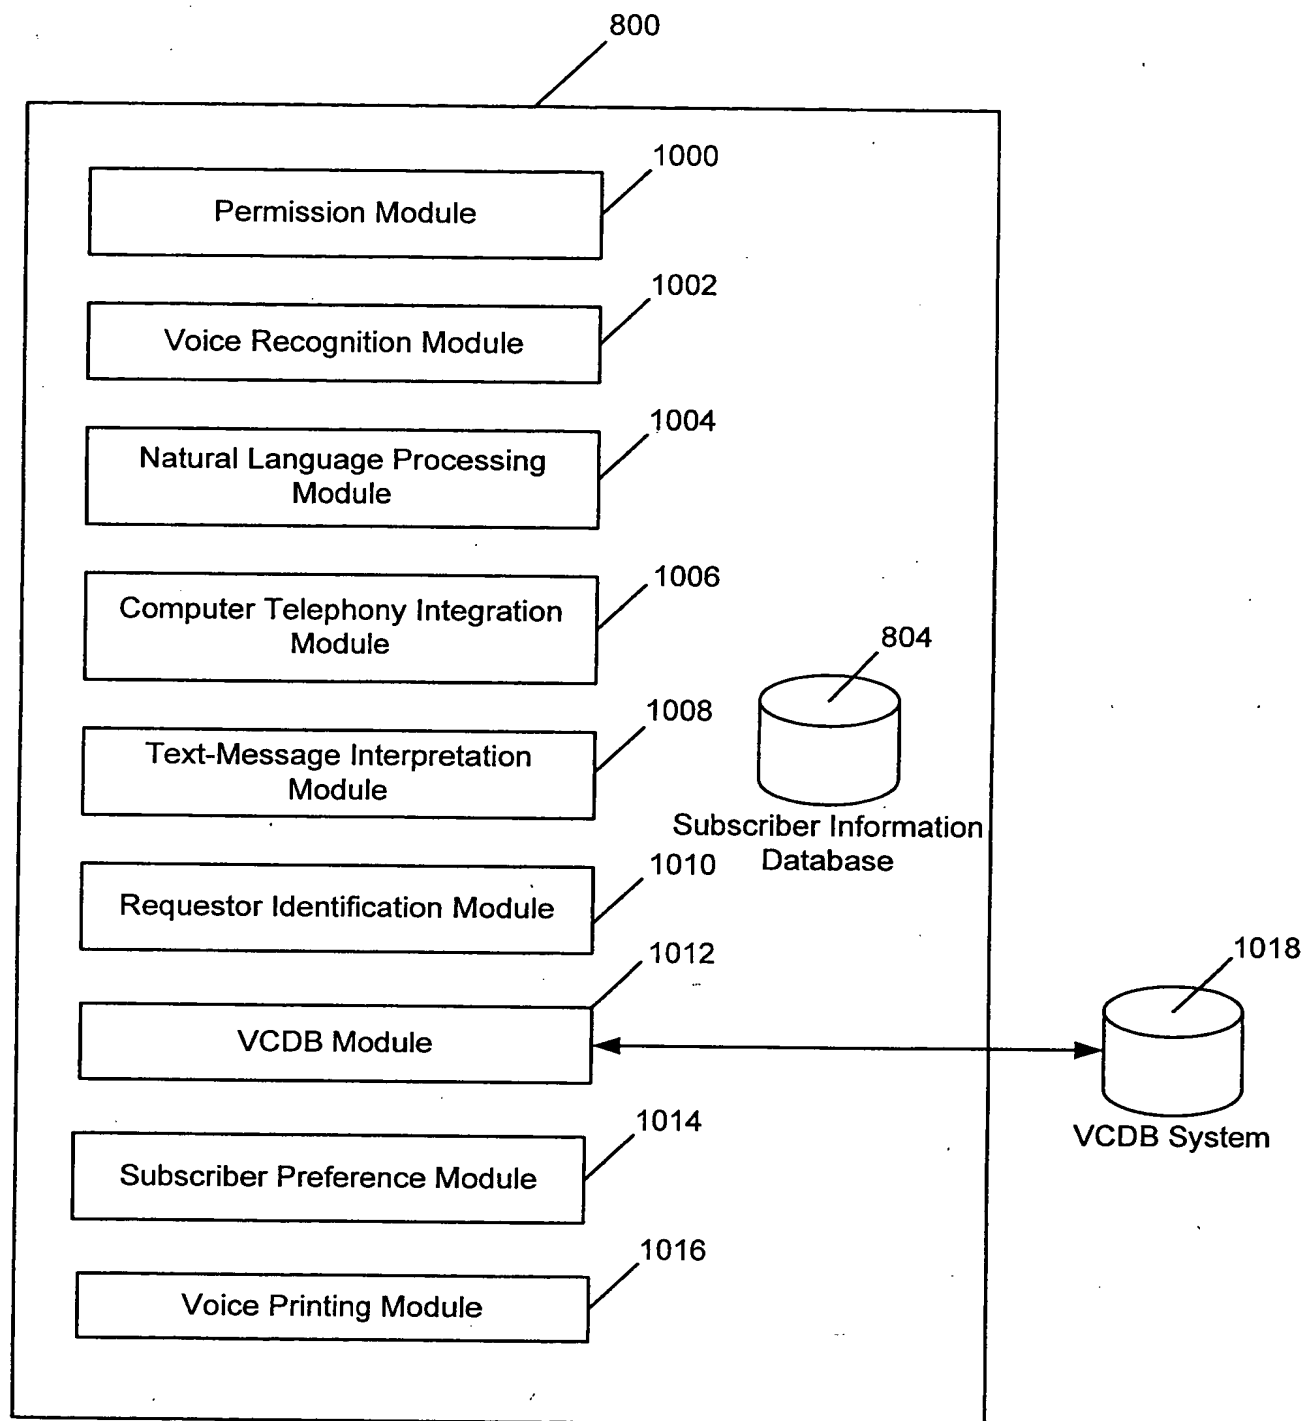 800
1000
Permission Module
1002
Voice Recognition Module
1004
Natural Language Processing
Module
1006
Computer Telephony Integration
Module
804
1008
Text-Message Interpretation
Module
Subscriber Information
Database
1010
Requestor Identification Module
1012
1018
VCDB Module
1014
VCDB System
Subscriber Preference Module
1016
Voice Printing Module